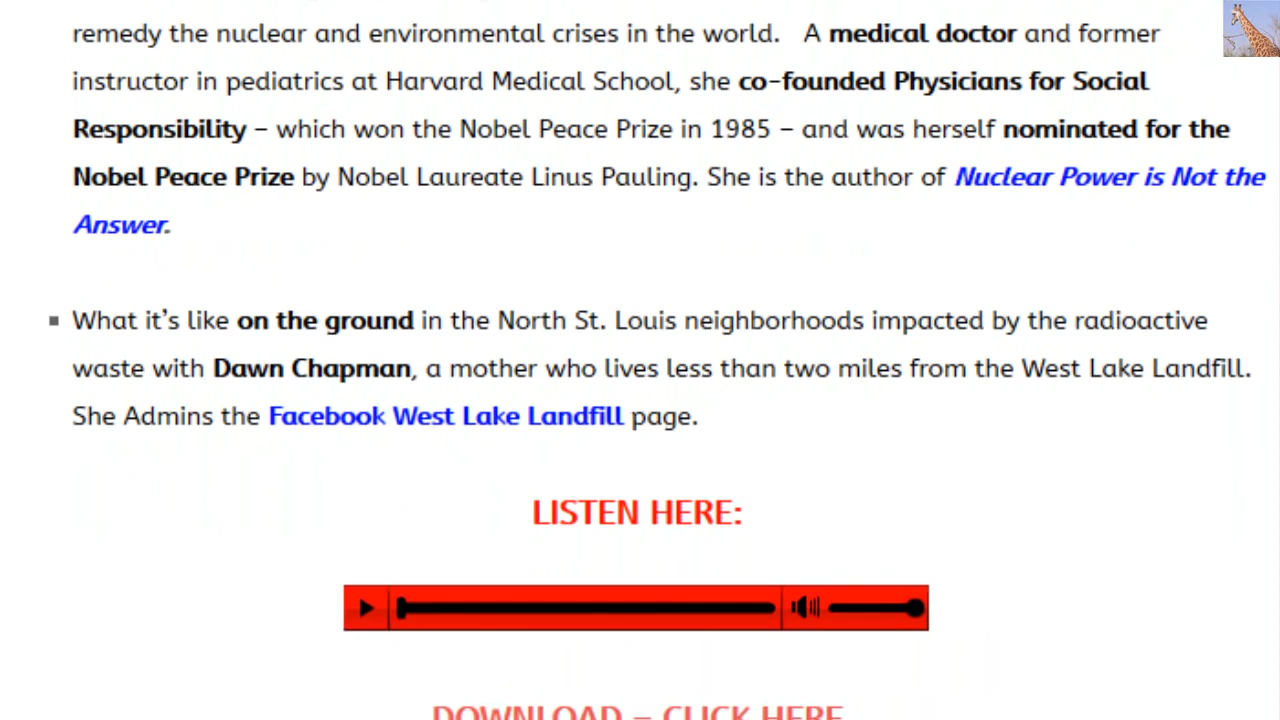 remedy the nuclear and environmental crises in the world. A medical doctor and former
instructor in pediatrics at Harvard Medical School, she co-founded Physicians for Social
Responsibility – which won the Nobel Peace Prize in 1985 – and was herself nominated for the
Nobel Peace Prize by Nobel Laureate Linus Pauling. She is the author of Nuclear Power is Not the
Answer.
What it's like on the ground in the North St. Louis neighborhoods impacted by the radioactive
waste with Dawn Chapman, a mother who lives less than two miles from the West Lake Landfill.
She Admins the Facebook West Lake Landfill page.
LISTEN HERE:
DOWNLOAD – CLICK HERE